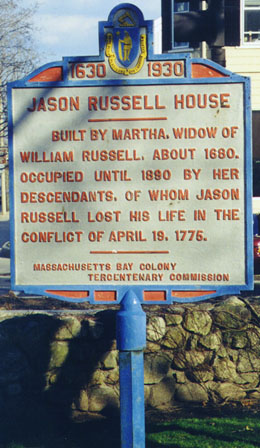 1630 1930
JASON RUSSELL HOUSE
BUILT BY MARTHA, WIDOW OF
WILLIAM RUSSELL, ABOUT 1680.
OCCUPIED UNTIL 1890 BY HER
DESCENDANTS, OF WHOM JASON
RUSSELL LOST HIS LIFE IN THE
CONFLICT OF APRIL 19, 1775.
MASSACHUSETTS BAY COLONY
TERCENTENARY COMMISSION